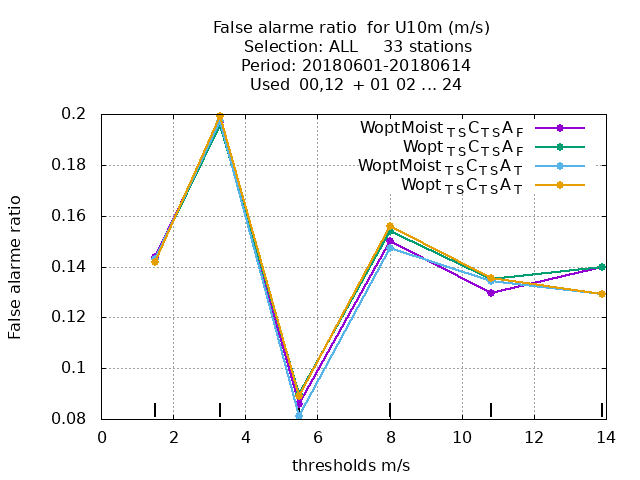 False alarme ratio for U10m (m/s)
Selection: ALL 33 stations
Period: 20180601-20180614
Used 00,12 + 01 02 ... 24
WoptMoist TS C TS A F
Wopt TS C TS A F
WoptMoist TS C TS A T
Wopt TS C TS A T
0.2
0.18
0.16
0.14
0.12
0.1
0.08
False alarme ratio
0 2 4 6 8 10 12 14
thresholds m/s